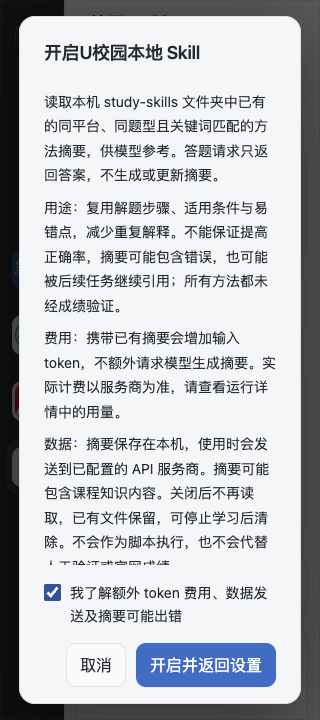 开启U校园本地 Skill
读取本机 study-skills 文件夹中已有
的同平台、同题型且关键词匹配的方
法摘要，供模型参考。答题请求只返
回答案，不生成或更新摘要。
用途：复用解题步骤、适用条件与易
错点，减少重复解释。不能保证提高
正确率，摘要可能包含错误，也可能
被后续任务继续引用；所有方法都未
经成绩验证。
费用：携带已有摘要会增加输入
token，不额外请求模型生成摘要。实
际计费以服务商为准，请查看运行详
情中的用量。
数据：摘要保存在本机，使用时会发
送到已配置的 API 服务商。摘要可能
包含课程知识内容。关闭后不再读
取，已有文件保留，可停止学习后清
除。不会作为脚本执行，也不会代替
我了解额外 token 费用、数据发
送及摘要可能出错
取消
开启并返回设置